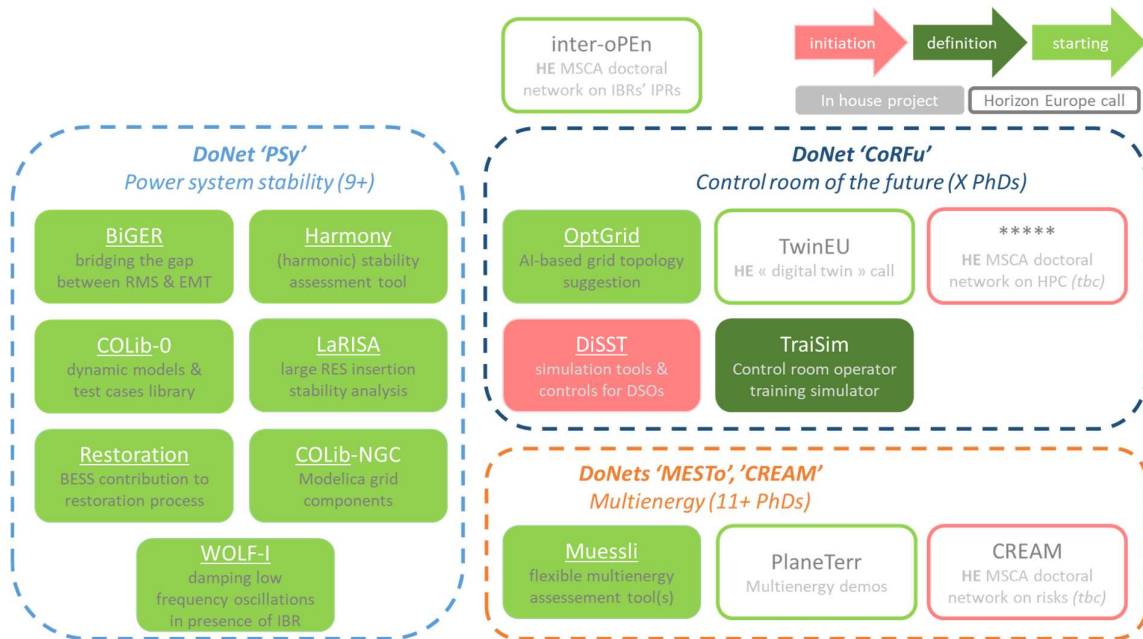 inter-oPEn
HE MSCA doctoral
network on IBRs' IPRs
initiation
definition
starting
In house project
Horizon Europe call
DoNet 'PSy'
Power system stability (9+)
BiGER
bridging the gap
between RMS & EMT
Harmony
(harmonic) stability
assessment tool
COLib-0
dynamic models &
test cases library
LaRISA
large RES insertion
stability analysis
Restoration
BESS contribution to
restoration process
COLib-NGC
Modelica grid
components
WOLF-I
damping low
frequency oscillations
in presence of IBR
DoNet 'CoRFu'
Control room of the future (X PhDs)
OptGrid
AI-based grid topology
suggestion
TwinEU
HE « digital twin » call
*****
HE MSCA doctoral
network on HPC (tbc)
DiSST
simulation tools &
controls for DSOs
TraiSim
Control room operator
training simulator
DoNets 'MESTo', 'CREAM'
Multienergy (11+ PhDs)
Muessli
flexible multienergy
assessement tool(s)
PlaneTerr
Multienergy demos
CREAM
HE MSCA doctoral
network on risks (tbc)